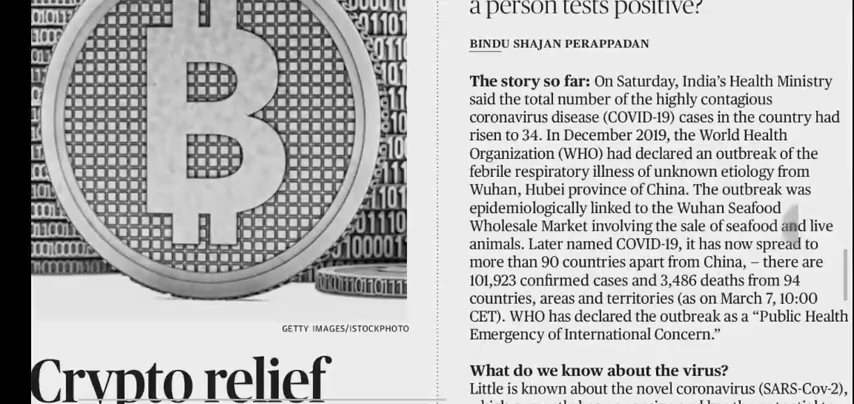 GETTY IMAGES/ISTOCKPHOTO
Crypto relief
a person tests positive?
BINDU SHAJAN PERAPPADAN
The story so far: On Saturday, India's Health Ministry
said the total number of the highly contagious
coronavirus disease (COVID-19) cases in the country had
risen to 34. In December 2019, the World Health
Organization (WHO) had declared an outbreak of the
febrile respiratory illness of unknown etiology from
Wuhan, Hubei province of China. The outbreak was
epidemiologically linked to the Wuhan Seafood
Wholesale Market involving the sale of seafood and live
animals. Later named COVID-19, it has now spread to
more than 90 countries apart from China, – there are
101,923 confirmed cases and 3,486 deaths from 94
countries, areas and territories (as on March 7, 10:00
CET). WHO has declared the outbreak as a “Public Health
Emergency of International Concern.”
What do we know about the virus?
Little is known about the novel coronavirus (SARS-Cov-2),